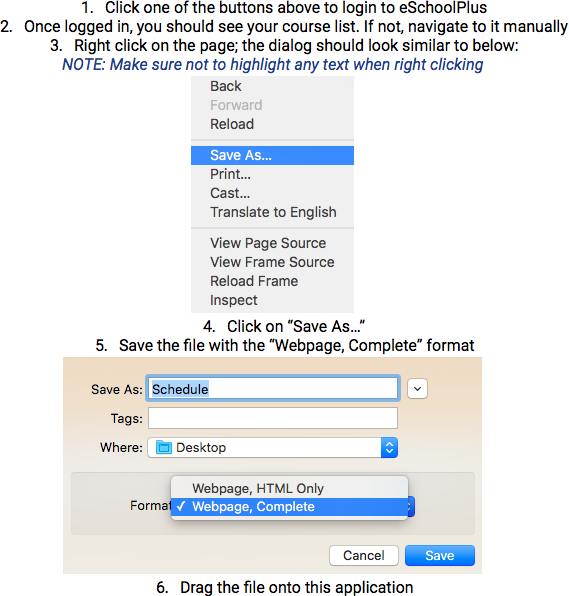 1. Click one of the buttons above to login to eSchoolPlus
2. Once logged in, you should see your course list. If not, navigate to it manually
3. Right click on the page; the dialog should look similar to below:
NOTE: Make sure not to highlight any text when right clicking
Back
Forward
Reload
Save As...
Print...
Cast...
Translate to English
View Page Source
View Frame Source
Reload Frame
Inspect
4. Click on “Save As...”
5. Save the file with the “Webpage, Complete” format
Save As: Schedule
Tags:
Where: Desktop
Webpage, HTML Only
Format ✓ Webpage, Complete
Cancel Save
6. Drag the file onto this application